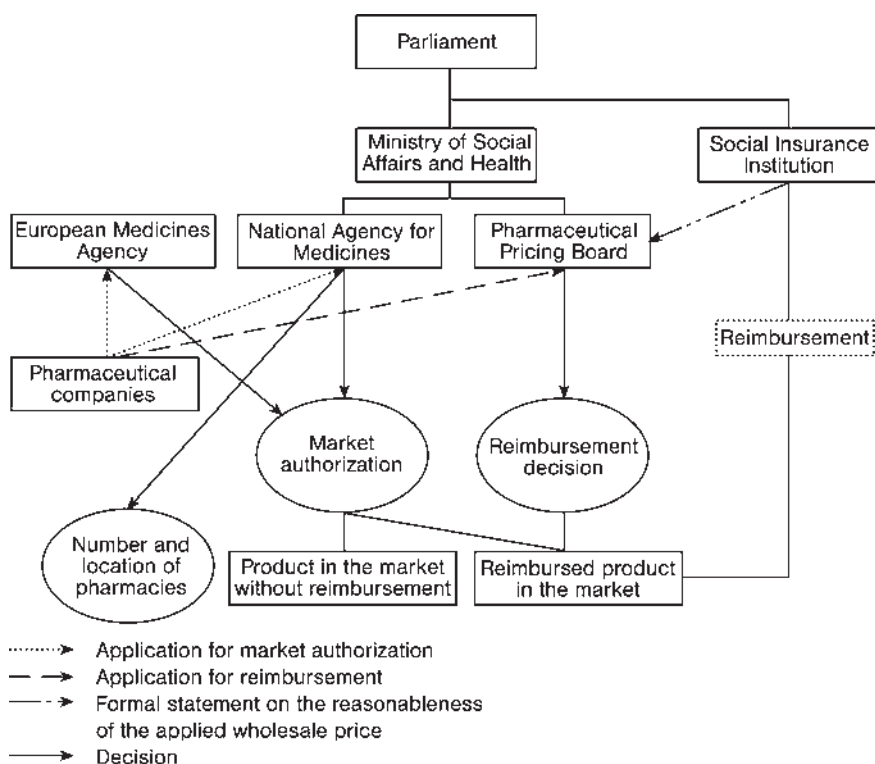 Parliament
Ministry of Social
Affairs and Health
Social Insurance
Institution
European Medicines
Agency
National Agency for
Medicines
Pharmaceutical
Pricing Board
Reimbursement
Pharmaceutical
companies
Market
authorization
Reimbursement
decision
Number and
location of
pharmacies
Product in the market
without reimbursement
Reimbursed product
in the market
Application for market authorization
Application for reimbursement
Formal statement on the reasonableness
of the applied wholesale price
Decision